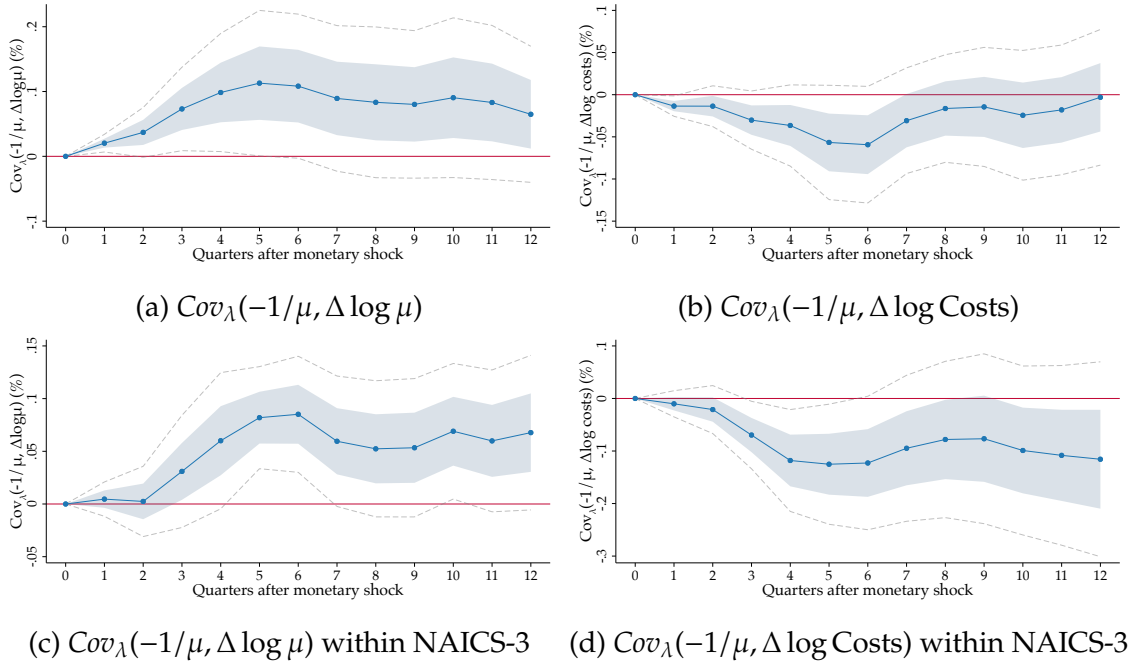 Cov_λ(-1/μ, Δlogμ) (%)
.2
.1
0
-.1
0 1 2 3 4 5 6 7 8 9 10 11 12
Quarters after monetary shock
(a) Cov_λ(−1/μ, Δ log μ)
Cov_λ(-1/μ, Δlog costs) (%)
.1
.05
0
-.05
-.1
-.15
0 1 2 3 4 5 6 7 8 9 10 11 12
Quarters after monetary shock
(b) Cov_λ(−1/μ, Δ log Costs)
Cov_λ(-1/μ, Δlogμ) (%)
.15
.1
.05
0
-.05
0 1 2 3 4 5 6 7 8 9 10 11 12
Quarters after monetary shock
(c) Cov_λ(−1/μ, Δ log μ) within NAICS-3
Cov_λ(-1/μ, Δlog costs) (%)
.1
0
-.1
-.2
-.3
0 1 2 3 4 5 6 7 8 9 10 11 12
Quarters after monetary shock
(d) Cov_λ(−1/μ, Δ log Costs) within NAICS-3